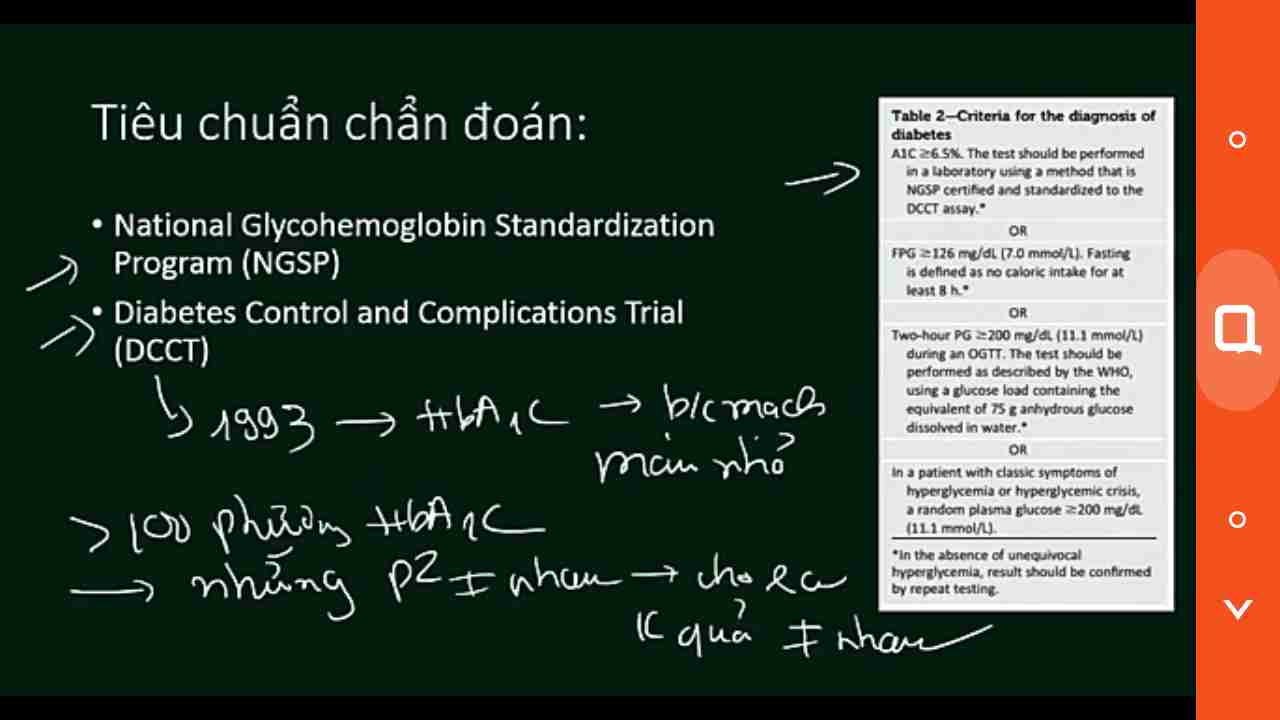 Tiêu chuẩn chẩn đoán:
• National Glycohemoglobin Standardization
Program (NGSP)
• Diabetes Control and Complications Trial
(DCCT)
↳ 1993 → HbA1C → b/c mạch
máu nhỏ
> 100 phương HbA1C
→ những p² ≠ nhau → cho ra
K quả ≠ nhau
Table 2—Criteria for the diagnosis of
diabetes
A1C ≥6.5%. The test should be performed
in a laboratory using a method that is
NGSP certified and standardized to the
DCCT assay.*
OR
FPG ≥126 mg/dL (7.0 mmol/L). Fasting
is defined as no caloric intake for at
least 8 h.*
OR
Two-hour PG ≥200 mg/dL (11.1 mmol/L)
during an OGTT. The test should be
performed as described by the WHO,
using a glucose load containing the
equivalent of 75 g anhydrous glucose
dissolved in water.*
OR
In a patient with classic symptoms of
hyperglycemia or hyperglycemic crisis,
a random plasma glucose ≥200 mg/dL
(11.1 mmol/L).
*In the absence of unequivocal
hyperglycemia, result should be confirmed
by repeat testing.